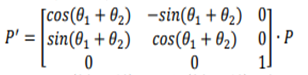 cos(θ₁ + θ₂) −sin(θ₁ + θ₂) 0
P' = sin(θ₁ + θ₂) cos(θ₁ + θ₂) 0 · P
0 0 1